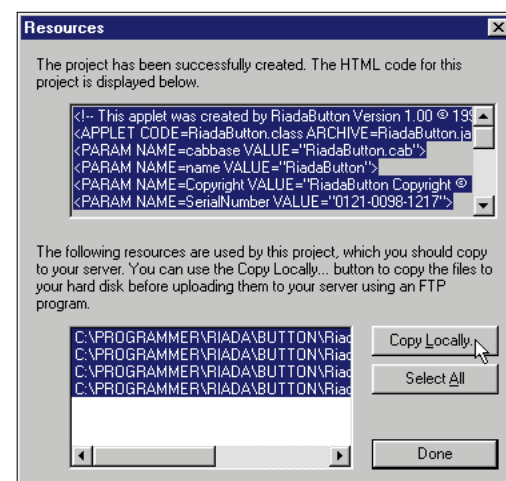 Resources
The project has been successfully created. The HTML code for this
project is displayed below.
<!-- This applet was created by RiadaButton Version 1.00 © 199
<APPLET CODE=RiadaButton.class ARCHIVE=RiadaButton.ja
<PARAM NAME=cabbase VALUE="RiadaButton.cab">
<PARAM NAME=name VALUE="RiadaButton">
<PARAM NAME=Copyright VALUE="RiadaButton Copyright ©
<PARAM NAME=SerialNumber VALUE="0121-0098-1217">
The following resources are used by this project, which you should copy
to your server. You can use the Copy Locally... button to copy the files to
your hard disk before uploading them to your server using an FTP
program.
C:\PROGRAMMER\RIADA\BUTTON\Riad
C:\PROGRAMMER\RIADA\BUTTON\Riad
C:\PROGRAMMER\RIADA\BUTTON\Riad
C:\PROGRAMMER\RIADA\BUTTON\Riad
Copy Locally...
Select All
Done